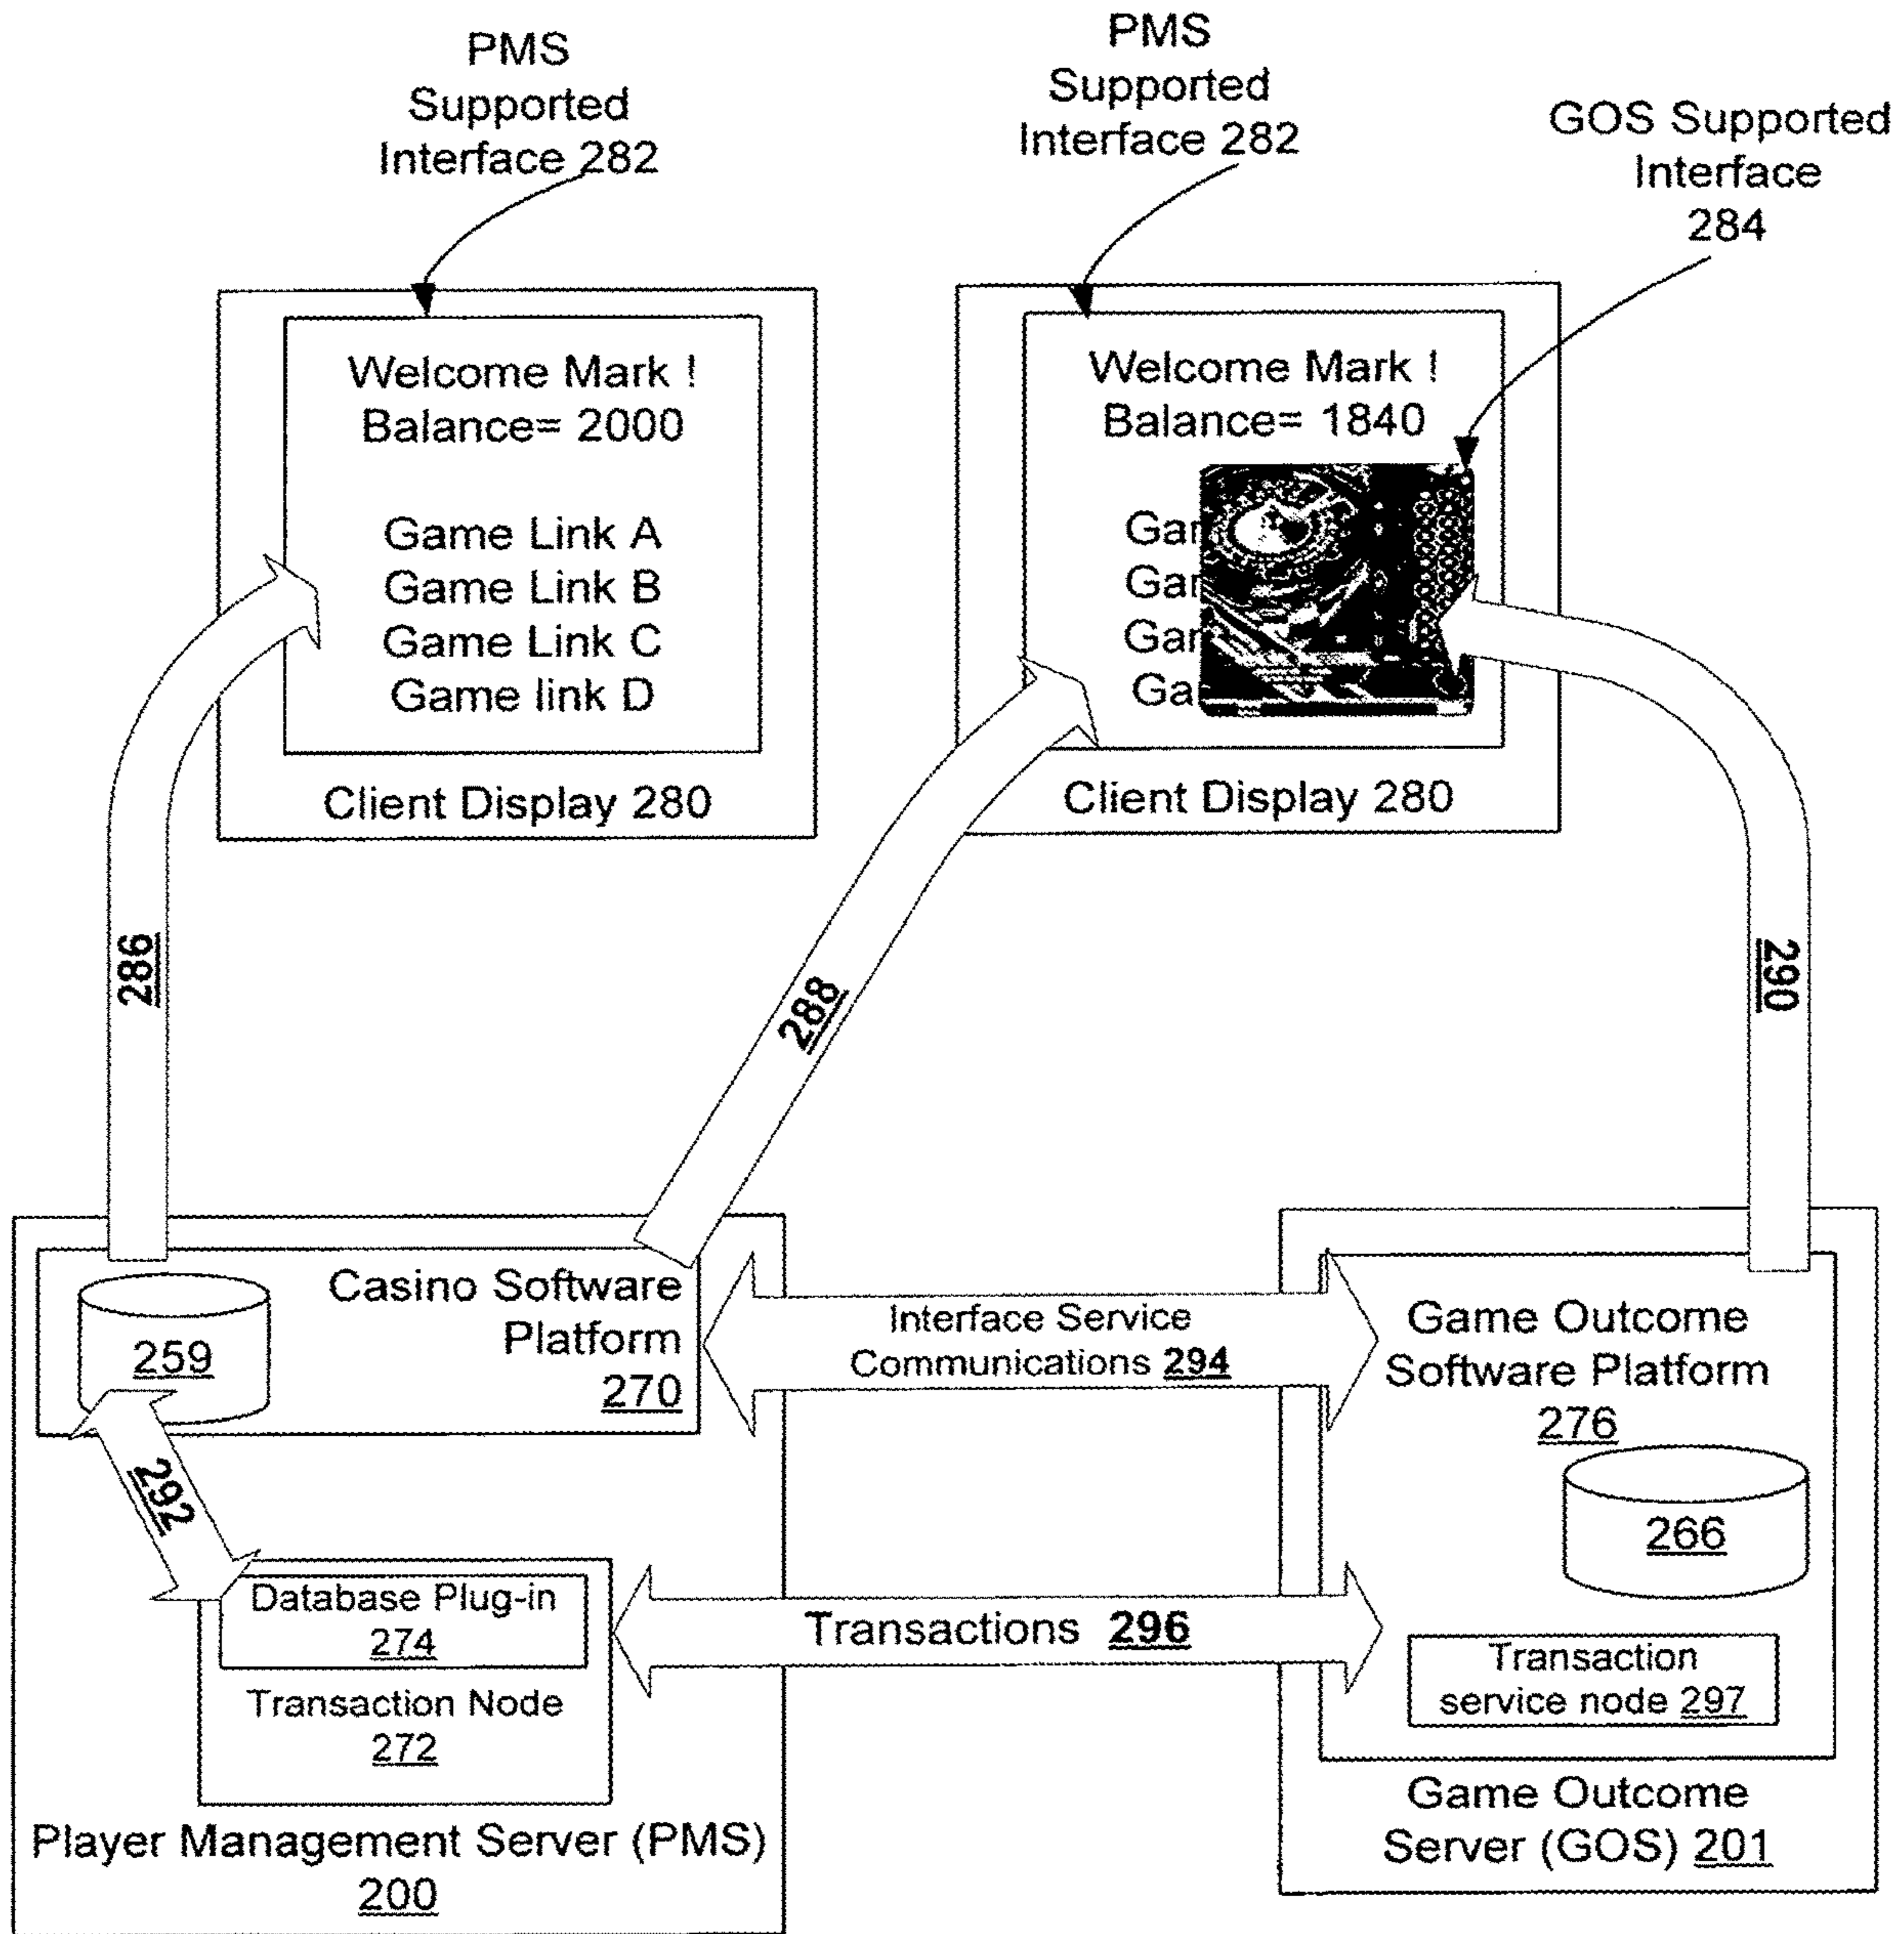 PMS
Supported
Interface 282
PMS
Supported
Interface 282
GOS Supported
Interface
284
Welcome Mark !
Balance= 2000
Game Link A
Game Link B
Game Link C
Game link D
Client Display 280
Welcome Mark !
Balance= 1840
Gar
Gar
Gar
Ga
Client Display 280
286
288
290
Casino Software
Platform
270
259
292
Database Plug-in
274
Transaction Node
272
Player Management Server (PMS)
200
Interface Service
Communications 294
Transactions 296
Game Outcome
Software Platform
276
266
Transaction
service node 297
Game Outcome
Server (GOS) 201